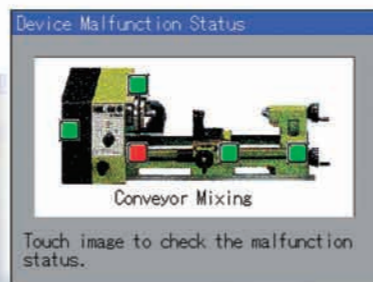 Device Malfunction Status
Conveyor Mixing
Touch image to check the malfunction
status.